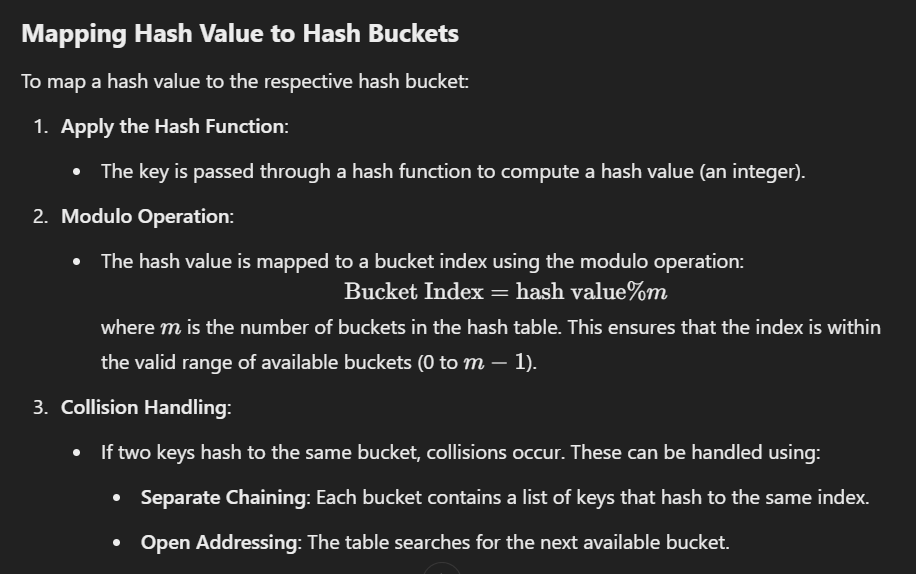 Mapping Hash Value to Hash Buckets
To map a hash value to the respective hash bucket:
1. Apply the Hash Function:
• The key is passed through a hash function to compute a hash value (an integer).
2. Modulo Operation:
• The hash value is mapped to a bucket index using the modulo operation:
Bucket Index = hash value%m
where m is the number of buckets in the hash table. This ensures that the index is within
the valid range of available buckets (0 to m − 1).
3. Collision Handling:
• If two keys hash to the same bucket, collisions occur. These can be handled using:
• Separate Chaining: Each bucket contains a list of keys that hash to the same index.
• Open Addressing: The table searches for the next available bucket.